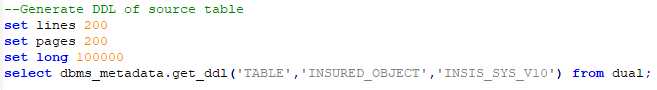 --Generate DDL of source table
set lines 200
set pages 200
set long 100000
select dbms_metadata.get_ddl('TABLE','INSURED_OBJECT','INSIS_SYS_V10') from dual;